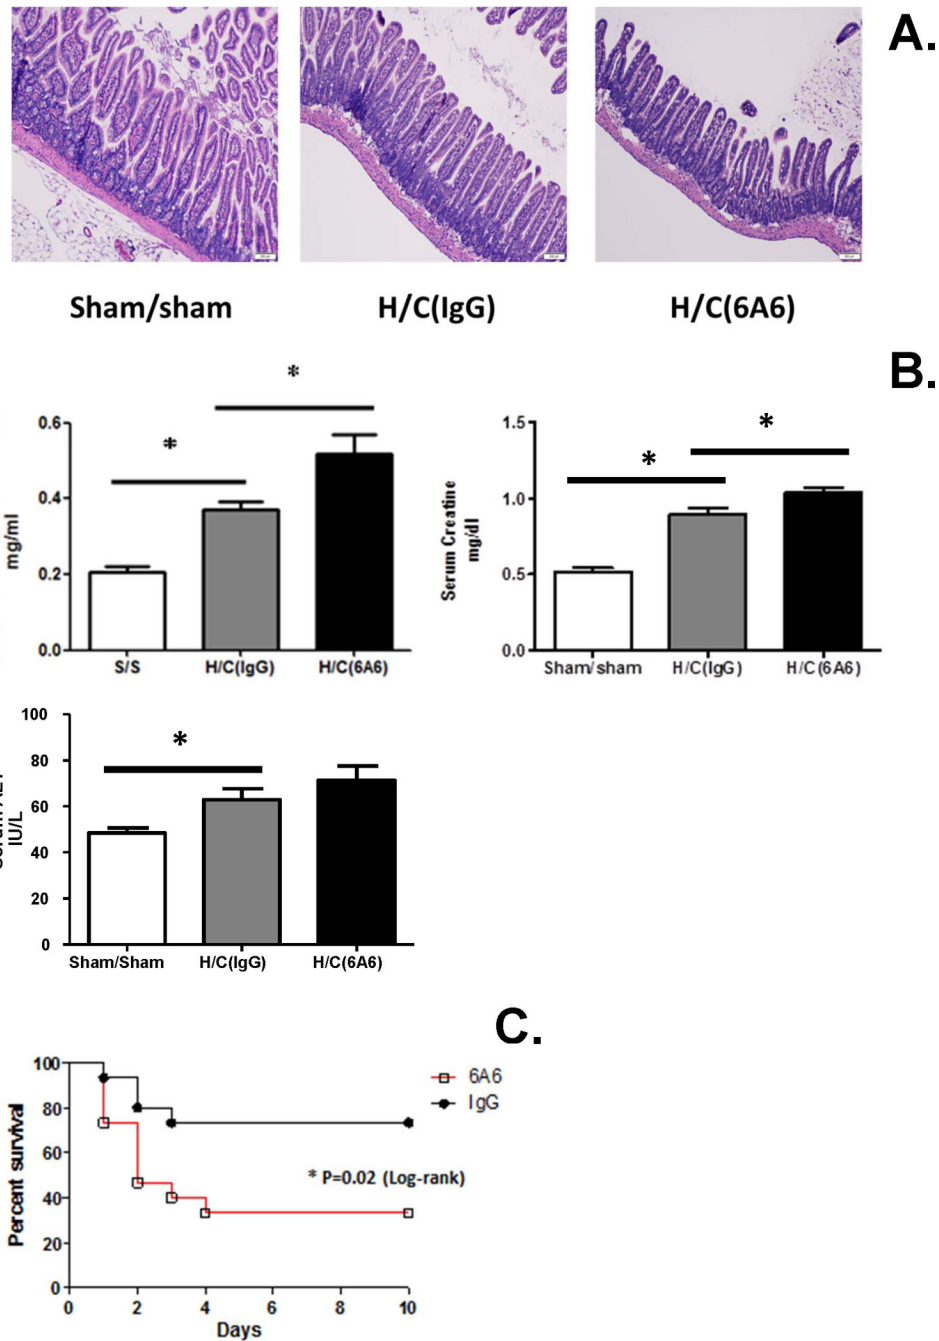 A.
Sham/sham H/C(IgG) H/C(6A6)
B.
*
*
mg/ml
0.6
0.4
0.2
0.0
S/S H/C(IgG) H/C(6A6)
*
*
Serum Creatine
mg/dl
1.5
1.0
0.5
0.0
Sham/sham H/C(IgG) H/C(6A6)
*
IU/L
100
80
60
40
20
0
Sham/Sham H/C(IgG) H/C(6A6)
C.
Percent survival
100
80
60
40
20
0
0 2 4 6 8 10
Days
6A6
IgG
* P=0.02 (Log-rank)